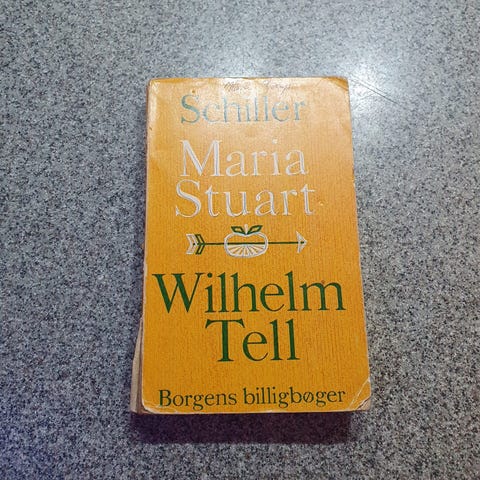 Schiller
Maria
Stuart
Wilhelm
Tell
Borgens billigbøger